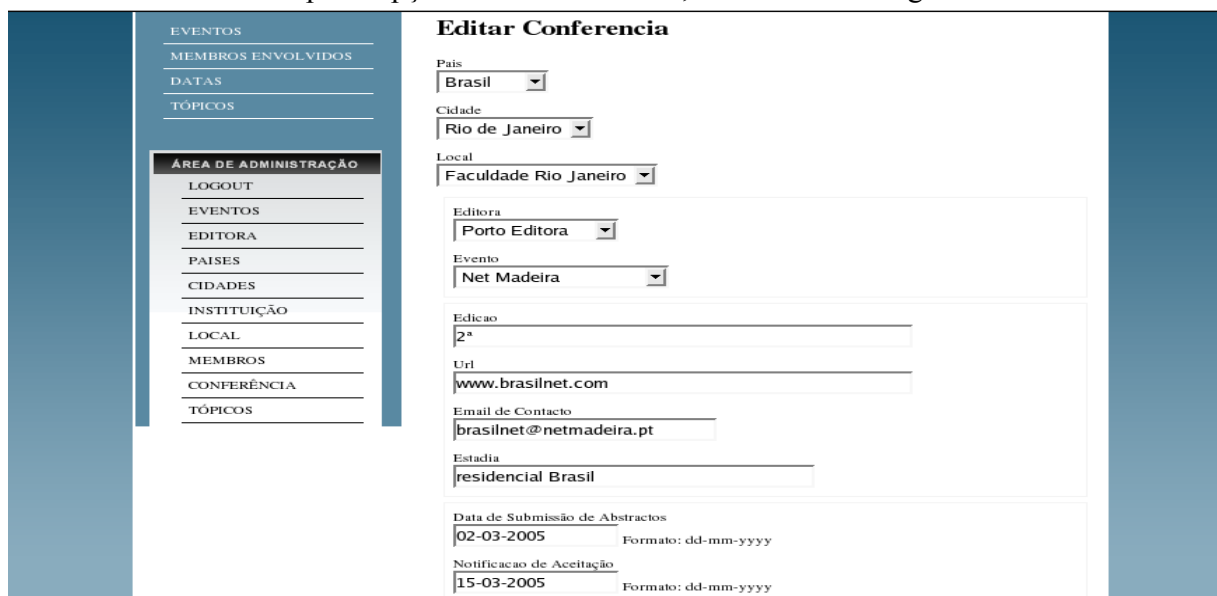 EVENTOS
MEMBROS ENVOLVIDOS
DATAS
TÓPICOS
ÁREA DE ADMINISTRAÇÃO
LOGOUT
EVENTOS
EDITORA
PAISES
CIDADES
INSTITUIÇÃO
LOCAL
MEMBROS
CONFERÊNCIA
TÓPICOS
Editar Conferencia
Pais
Brasil
Cidade
Rio de Janeiro
Local
Faculdade Rio Janeiro
Editora
Porto Editora
Evento
Net Madeira
Edicao
2ª
Url
www.brasilnet.com
Email de Contacto
brasilnet@netmadeira.pt
Estadia
residencial Brasil
Data de Submissão de Abstractos
02-03-2005 Formato: dd-mm-yyyy
Notificacao de Aceitação
15-03-2005 Formato: dd-mm-yyyy